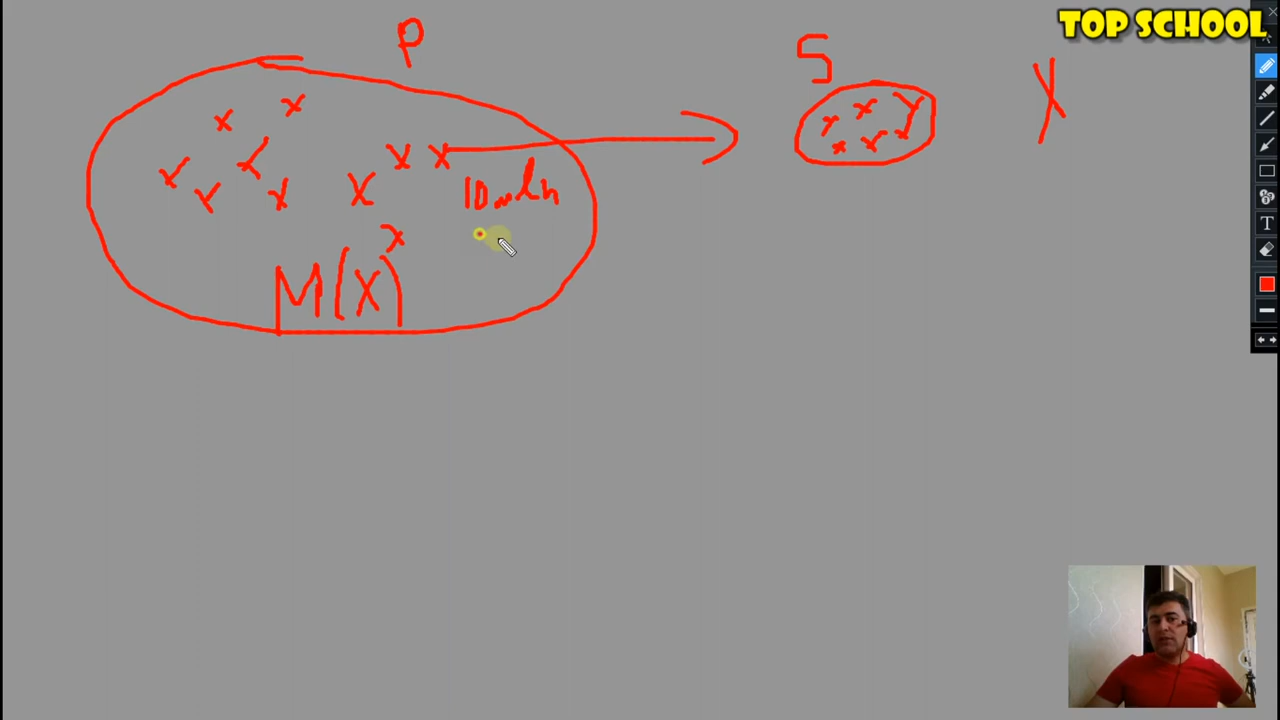 TOP SCHOOL
P
S
X
x x
x x x x x x x
x x x x x x
10 mln
x
M(X)
T